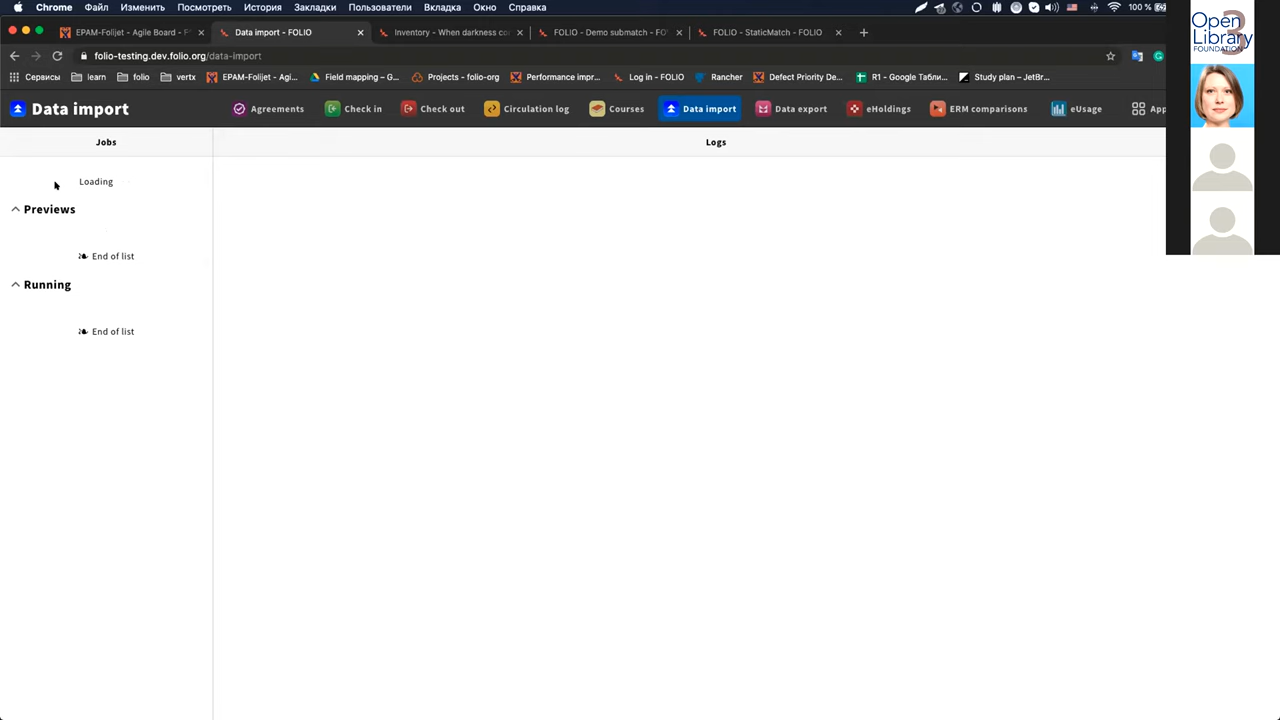 Chrome Файл Изменить Посмотреть История Закладки Пользователи Вкладка Окно Справка 100 %
EPAM-Folijet - Agile Board - F Data import - FOLIO Inventory - When darkness co FOLIO - Demo submatch - FO FOLIO - StaticMatch - FOLIO
folio-testing.dev.folio.org/data-import
Сервисы learn folio vertx EPAM-Folijet - Agi... Field mapping – G... Projects - folio-org Performance impr... Log in - FOLIO Rancher Defect Priority De... R1 - Google Табли... Study plan – JetBr...
Data import Agreements Check in Check out Circulation log Courses Data import Data export eHoldings ERM comparisons eUsage
Jobs Logs
Loading
Previews
End of list
Running
End of list
Open
Library
FOUNDATION
3